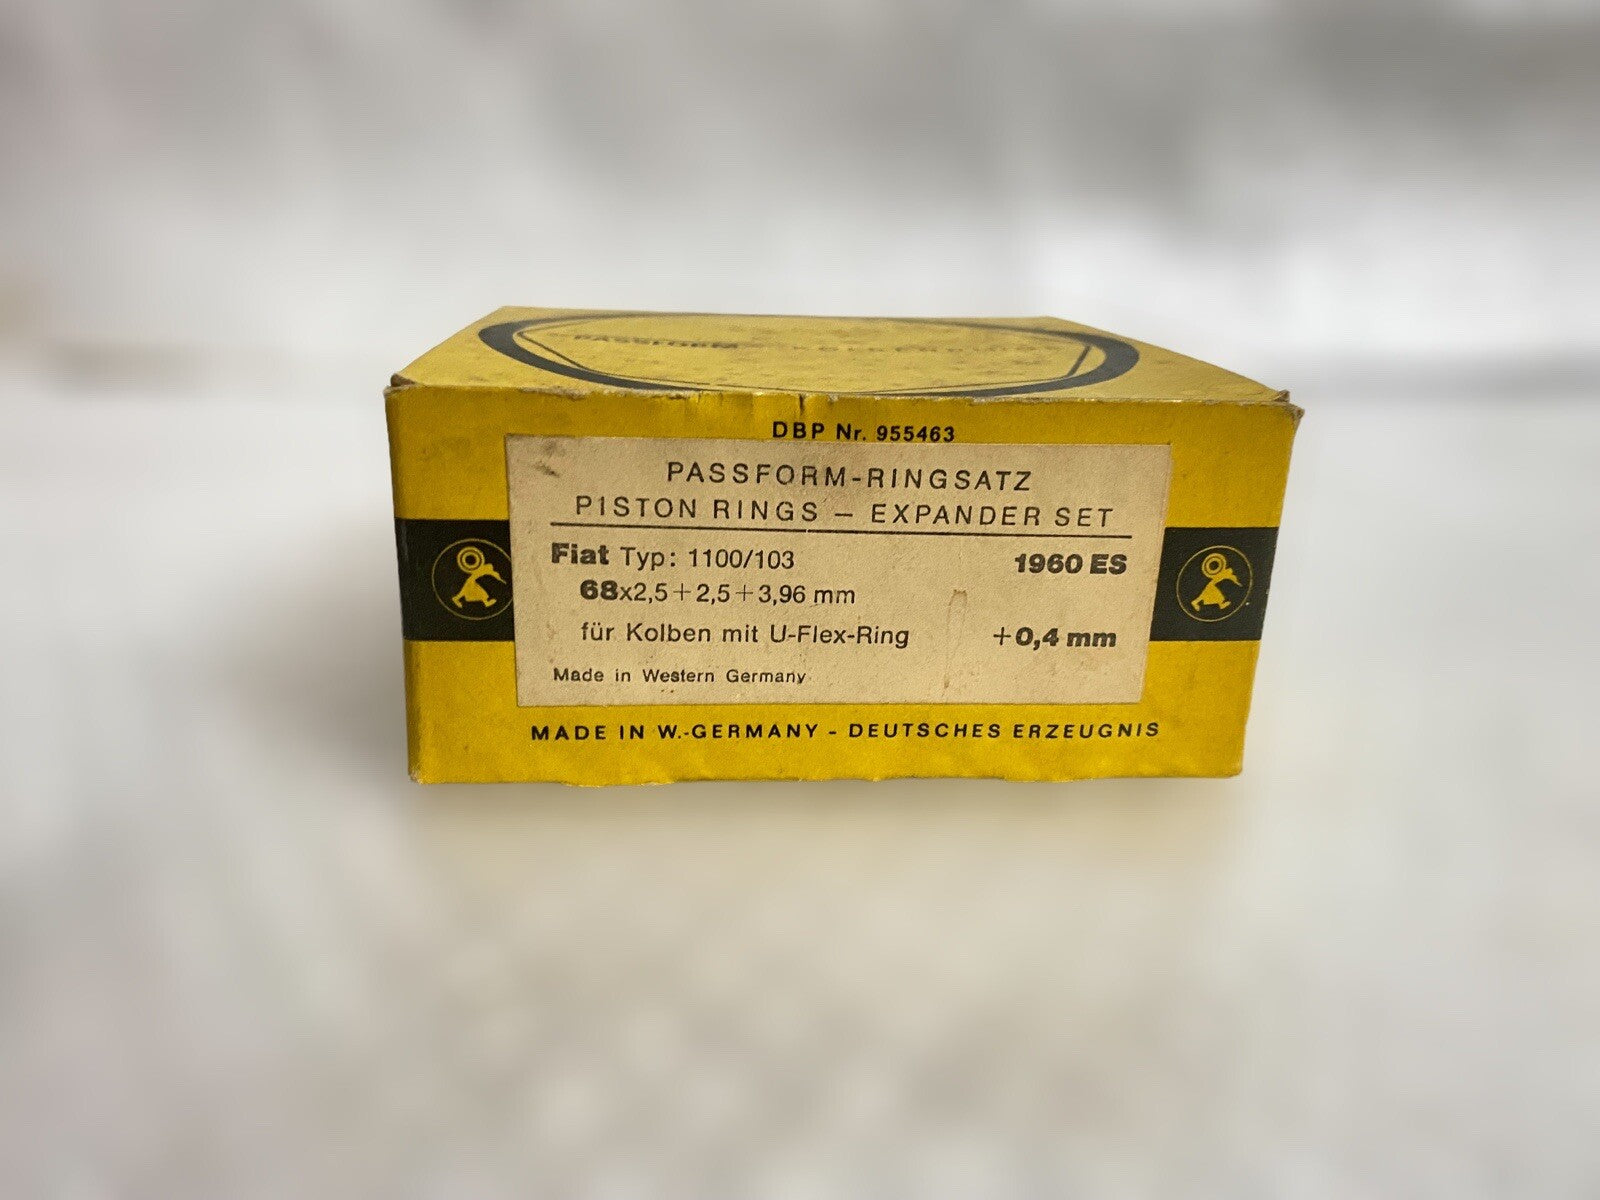 PASSFORM
DBP Nr. 955463
PASSFORM-RINGSATZ
PISTON RINGS – EXPANDER SET
Fiat Typ: 1100/103 1960 ES
68x2,5+2,5+3,96 mm
für Kolben mit U-Flex-Ring +0,4 mm
Made in Western Germany
MADE IN W.-GERMANY - DEUTSCHES ERZEUGNIS